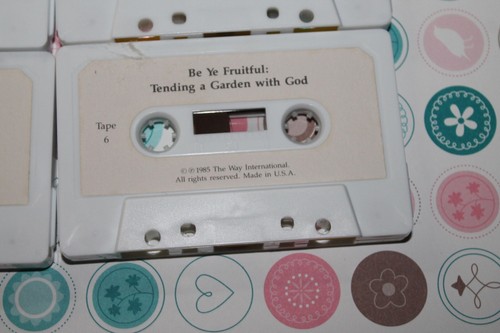 Be Ye Fruitful:
Tending a Garden with God
Tape
6
©℗1985 The Way International.
All rights reserved. Made in U.S.A.